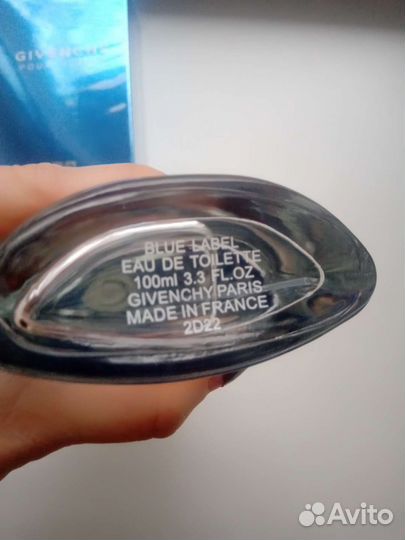 GIVENCHY
POUR
BLUE LABEL
EAU DE TOILETTE
100ml 3.3 FL.OZ
GIVENCHY PARIS
MADE IN FRANCE
2D22
Avito